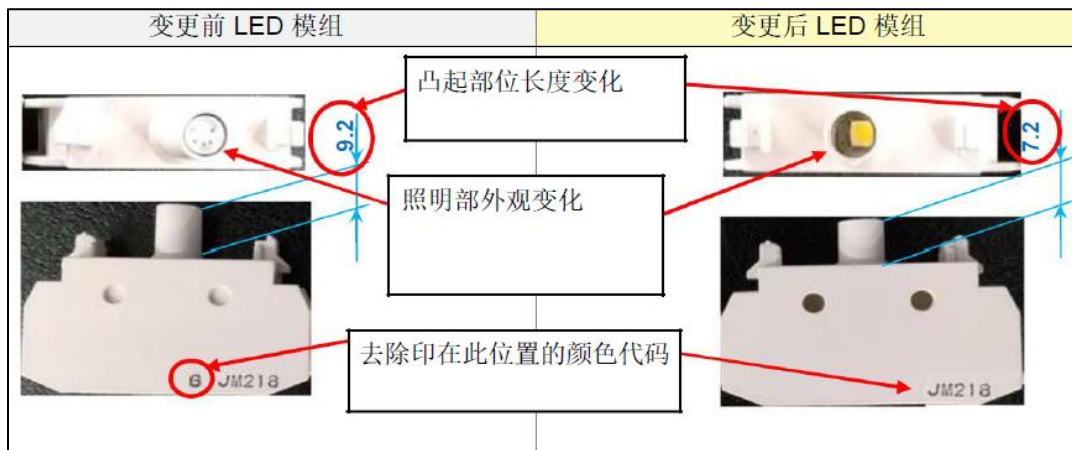 变更前 LED 模组
变更后 LED 模组
凸起部位长度变化
9.2
7.2
照明部外观变化
去除印在此位置的颜色代码
G JM218
JM218